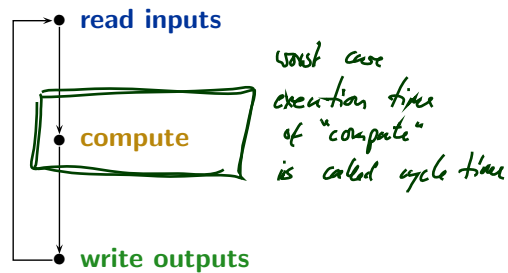 read inputs
worst case
execution time
compute
of "compute"
is called cycle time
write outputs